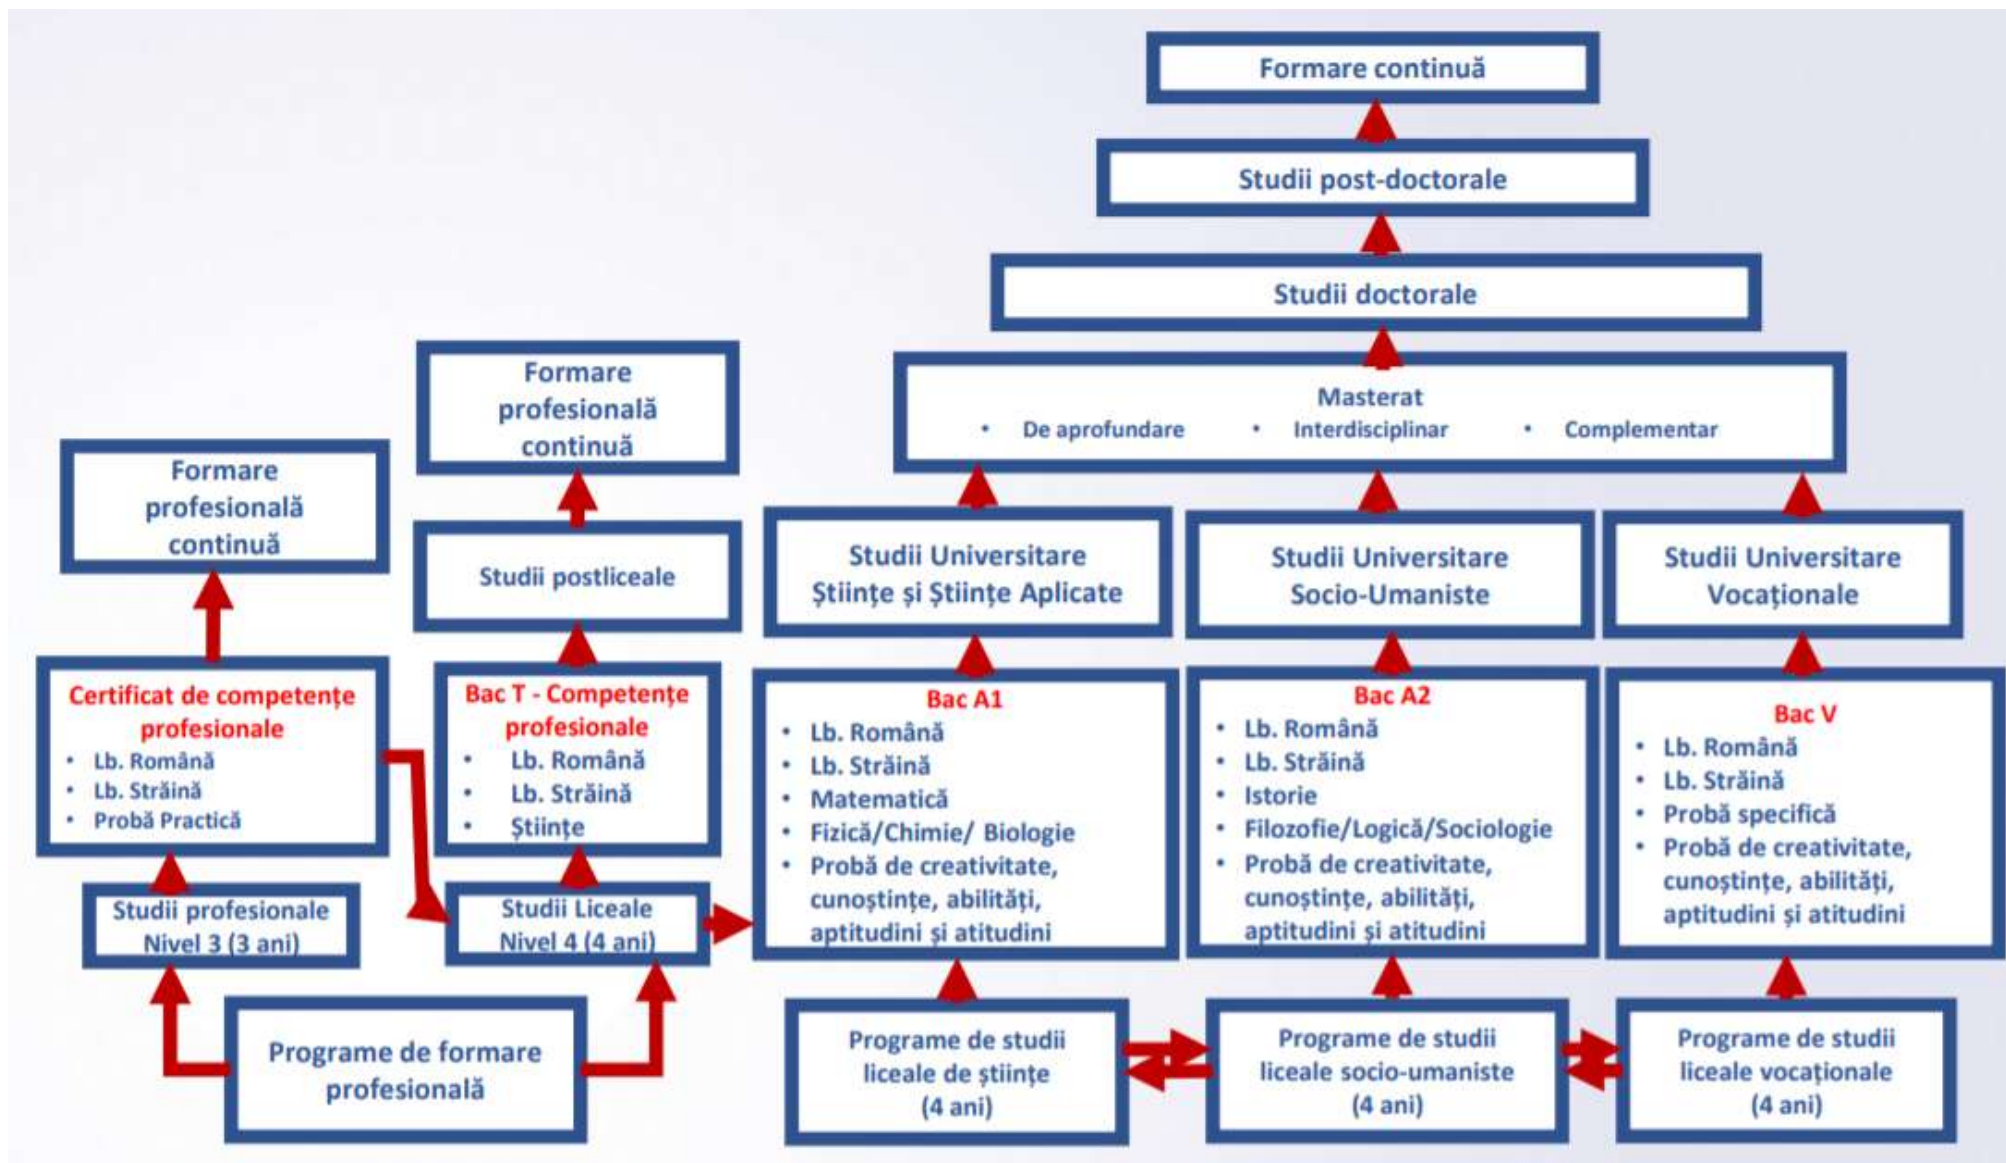 Formare continuă
Studii post-doctorale
Studii doctorale
Masterat
• De aprofundare • Interdisciplinar • Complementar
Formare
profesională
continuă
Formare
profesională
continuă
Studii postliceale
Studii Universitare
Științe și Științe Aplicate
Studii Universitare
Socio-Umaniste
Studii Universitare
Vocaționale
Certificat de competențe
profesionale
• Lb. Română
• Lb. Străină
• Probă Practică
Bac T - Competențe
profesionale
• Lb. Română
• Lb. Străină
• Științe
Bac A1
• Lb. Română
• Lb. Străină
• Matematică
• Fizică/Chimie/ Biologie
• Probă de creativitate,
cunoștințe, abilități,
aptitudini și atitudini
Bac A2
• Lb. Română
• Lb. Străină
• Istorie
• Filozofie/Logică/Sociologie
• Probă de creativitate,
cunoștințe, abilități,
aptitudini și atitudini
Bac V
• Lb. Română
• Lb. Străină
• Probă specifică
• Probă de creativitate,
cunoștințe, abilități,
aptitudini și atitudini
Studii profesionale
Nivel 3 (3 ani)
Studii Liceale
Nivel 4 (4 ani)
Programe de formare
profesională
Programe de studii
liceale de științe
(4 ani)
Programe de studii
liceale socio-umaniste
(4 ani)
Programe de studii
liceale vocaționale
(4 ani)